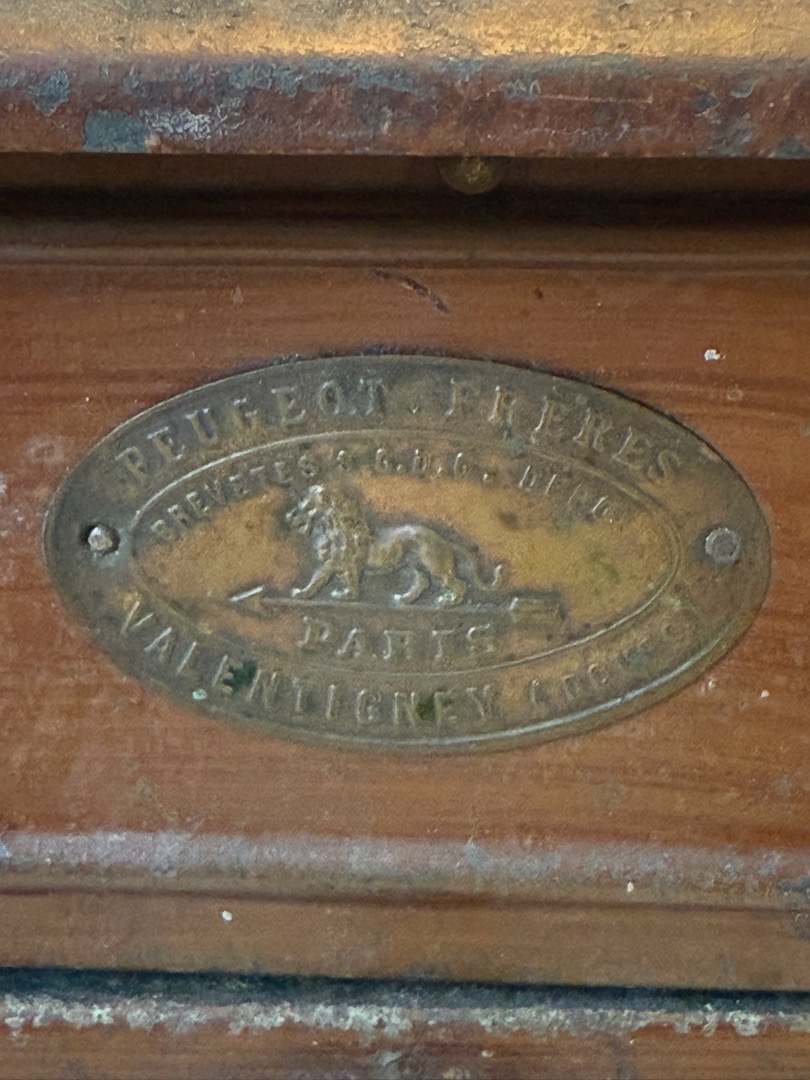 PEUGEOT. FRERES
BREVETES S.G.D.G.
PARIS
VALENTIGNEY